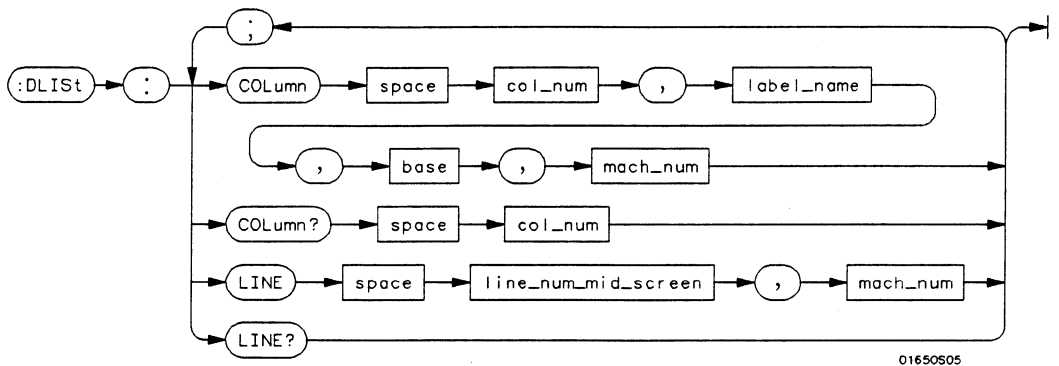 ;
:DLISt : COLumn space col_num , label_name
, base , mach_num
COLumn? space col_num
LINE space line_num_mid_screen , mach_num
LINE?
01650S05